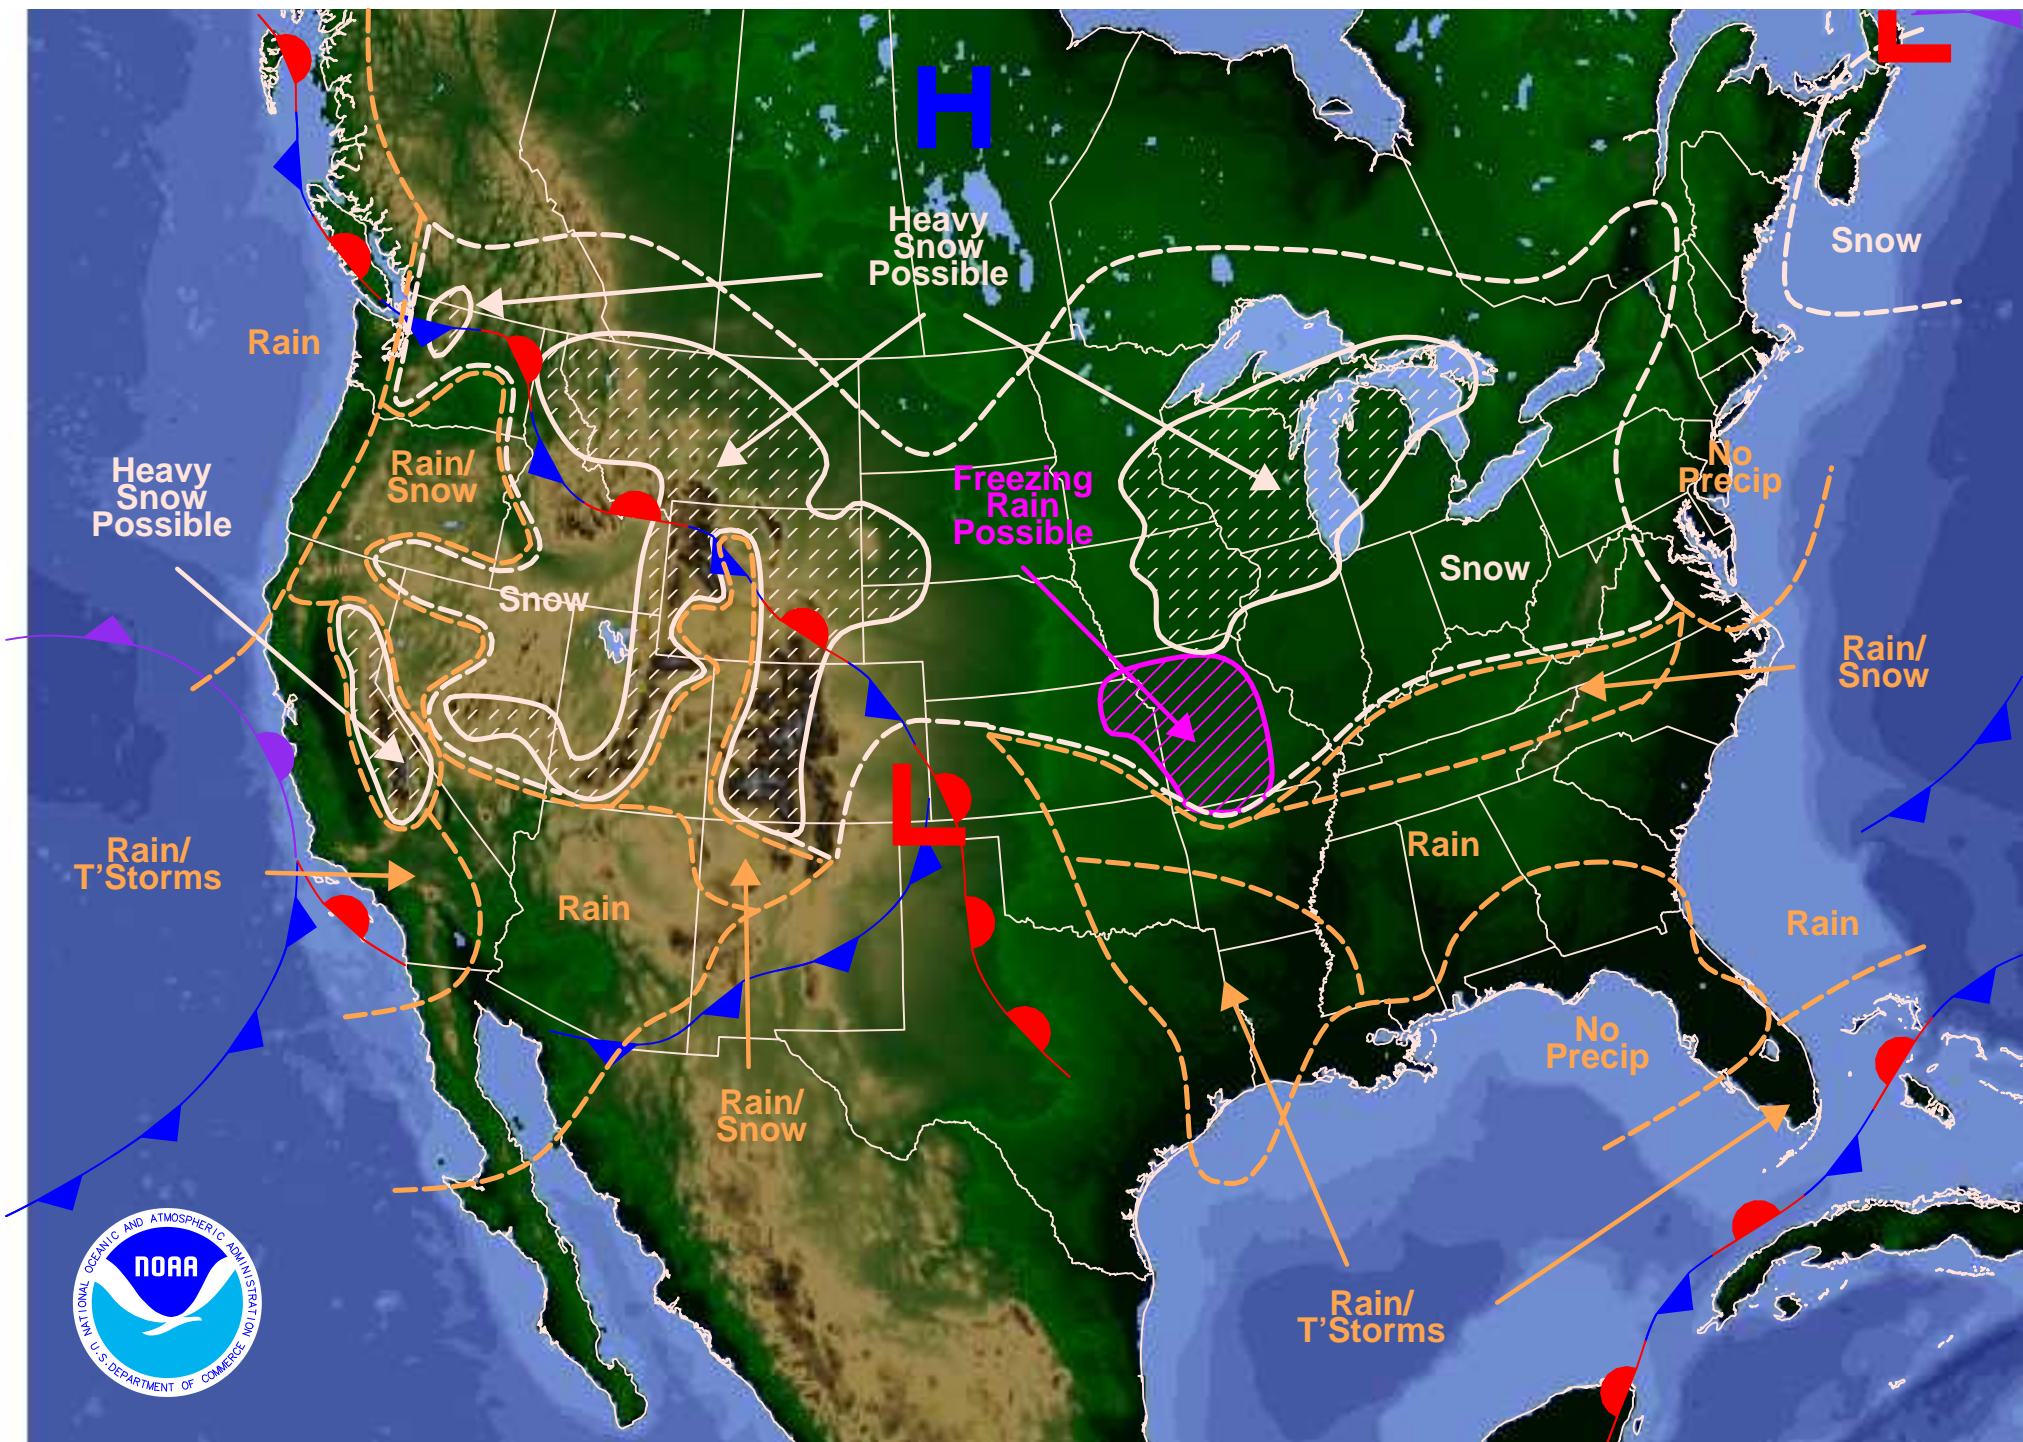 L
H
Heavy
Snow
Possible
Snow
Rain
Heavy
Snow
Possible
Rain/
Snow
Freezing
Rain
Possible
No
Precip
Snow
Snow
Rain/
Snow
Rain/
T'Storms
L
Rain
Rain
Rain
No
Precip
Rain/
Snow
Rain/
T'Storms
NATIONAL OCEANIC AND ATMOSPHERIC ADMINISTRATION
NOAA
U.S. DEPARTMENT OF COMMERCE